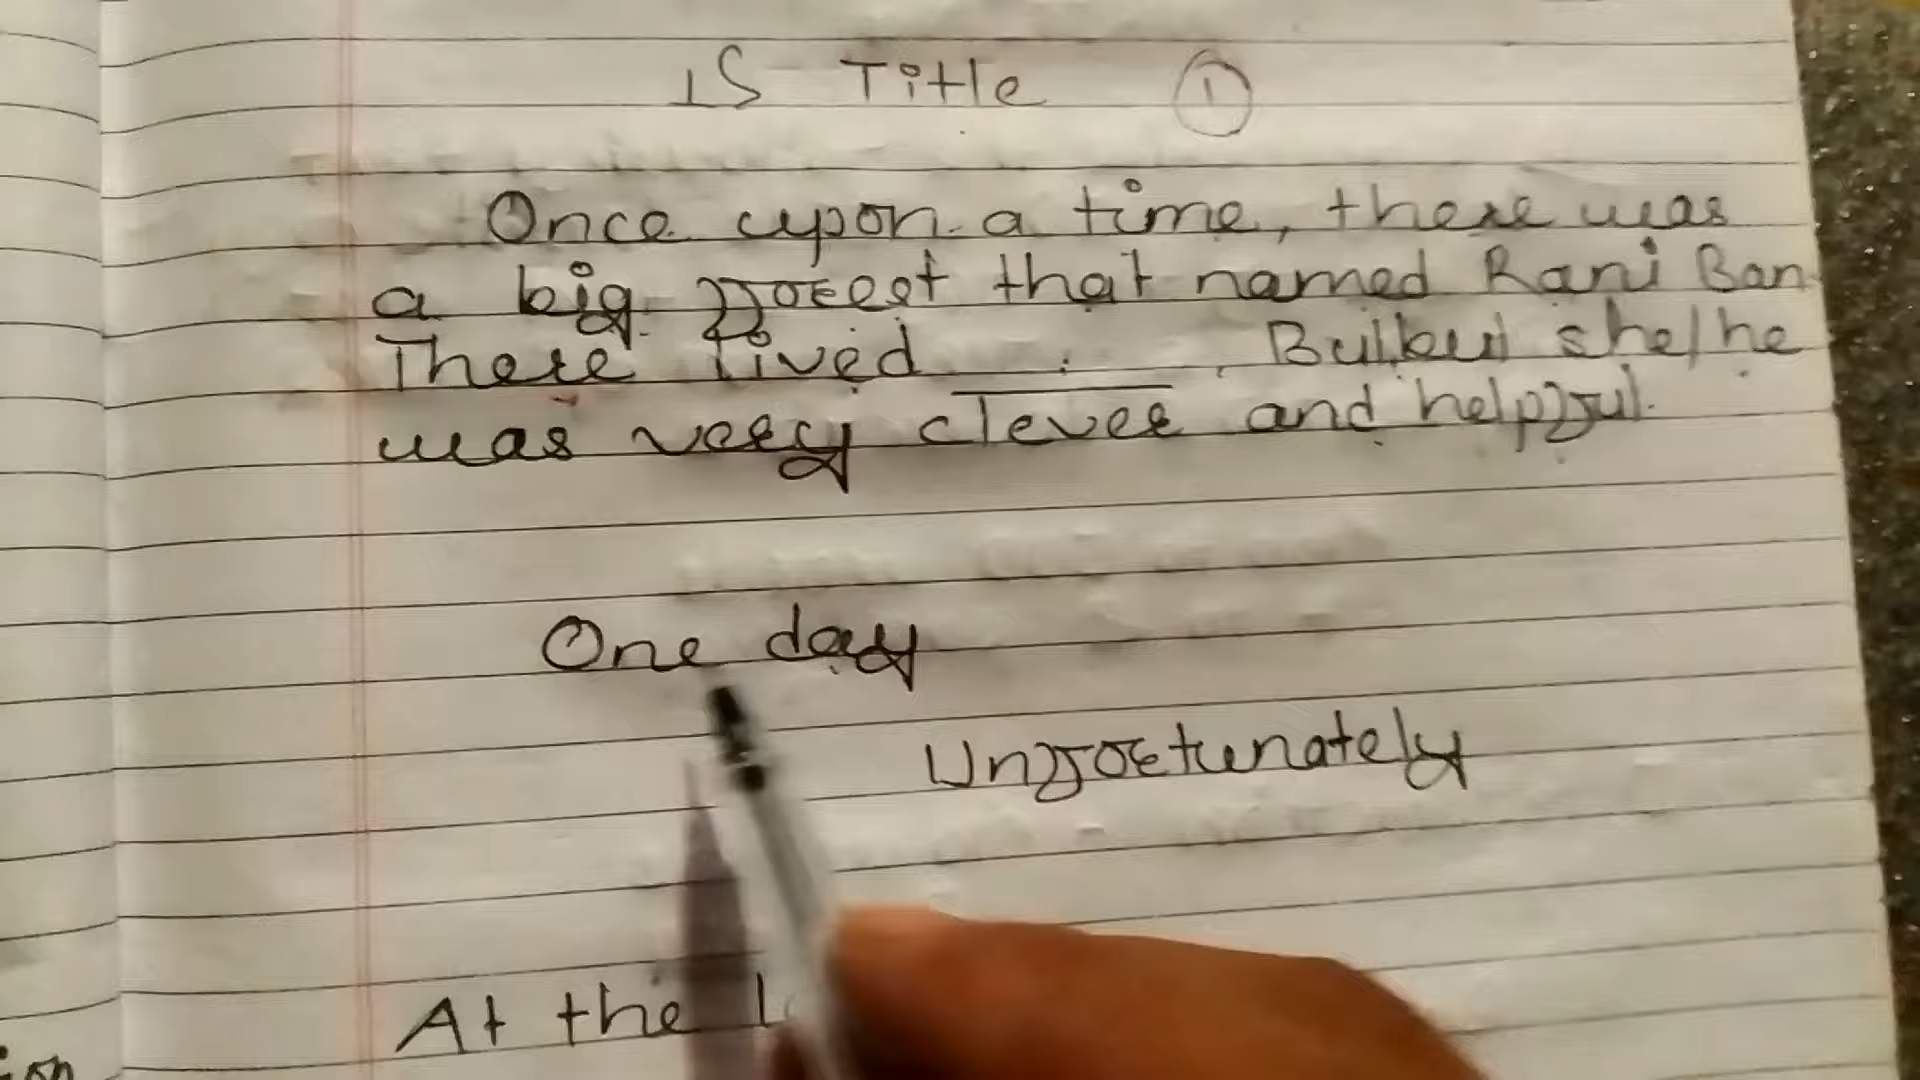 IS Title ①
Once upon a time, there was
a big forest that named Rani Ban
There lived . Bulbul she/he
was very clever and helpful.
One day
Unfortunately
At the